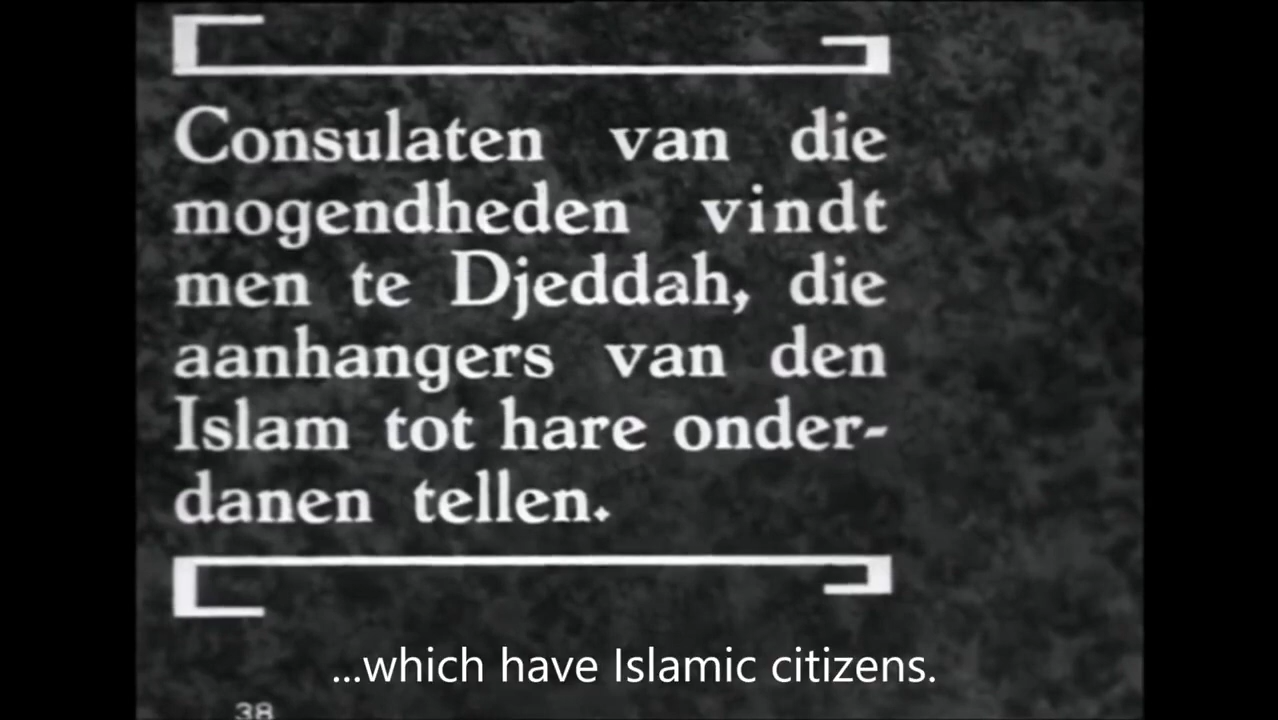 Consulaten van die
mogendheden vindt
men te Djeddah, die
aanhangers van den
Islam tot hare onder-
danen tellen.
...which have Islamic citizens.
38